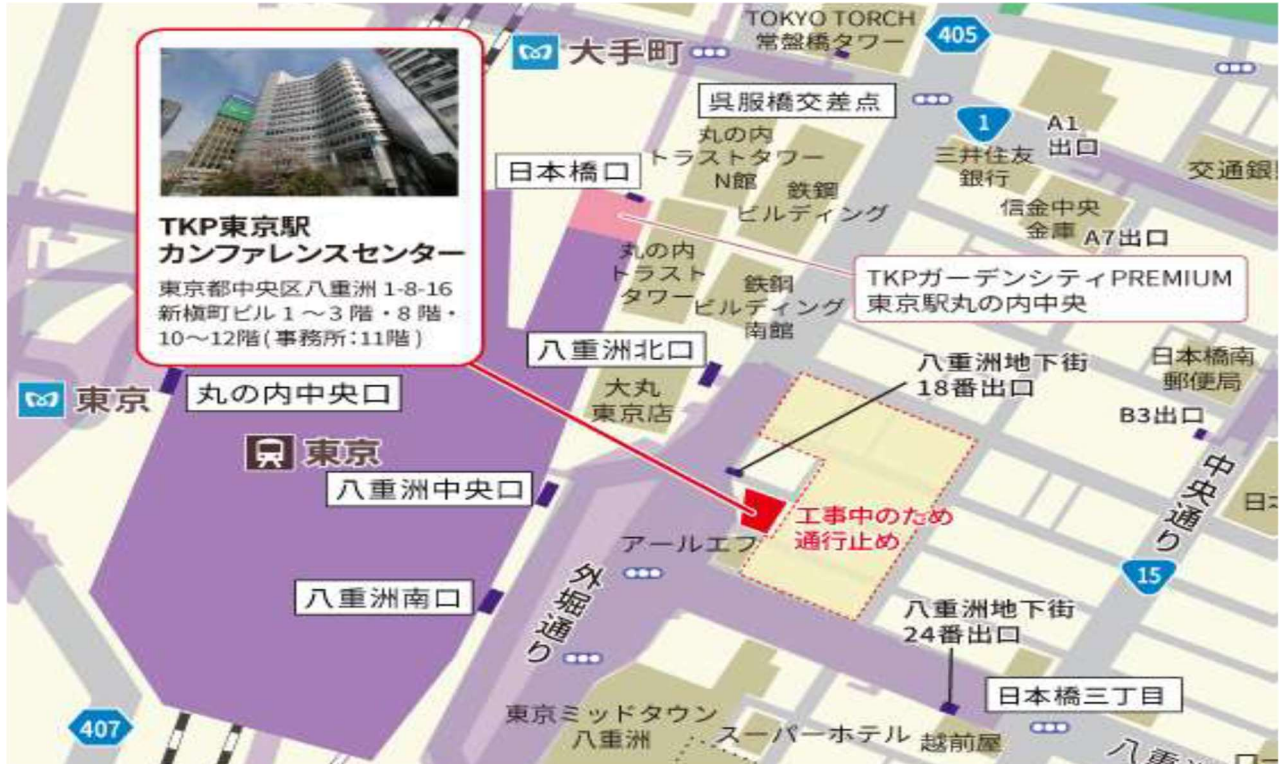 TOKYO TORCH
常盤橋タワー
405
大手町
呉服橋交差点
1
A1
出口
三井住友
銀行
交通銀
丸の内
トラストタワー
N館
鉄鋼
ビルディング
日本橋口
信金中央
金庫
A7出口
TKP東京駅
カンファレンスセンター
東京都中央区八重洲 1-8-16
新槇町ビル 1 ～ 3 階・8 階・
10～12階( 事務所：11階 )
丸の内
トラスト
タワー
鉄鋼
ビルディング
南館
TKPガーデンシティPREMIUM
東京駅丸の内中央
八重洲北口
八重洲地下街
18番出口
日本橋南
郵便局
大丸
東京店
東京
丸の内中央口
B3出口
東京
中央通り
八重洲中央口
工事中のため
通行止め
アールエフ
15
外堀通り
八重洲南口
八重洲地下街
24番出口
日本橋三丁目
407
東京ミッドタウン
八重洲
スーパーホテル
越前屋
八重洲